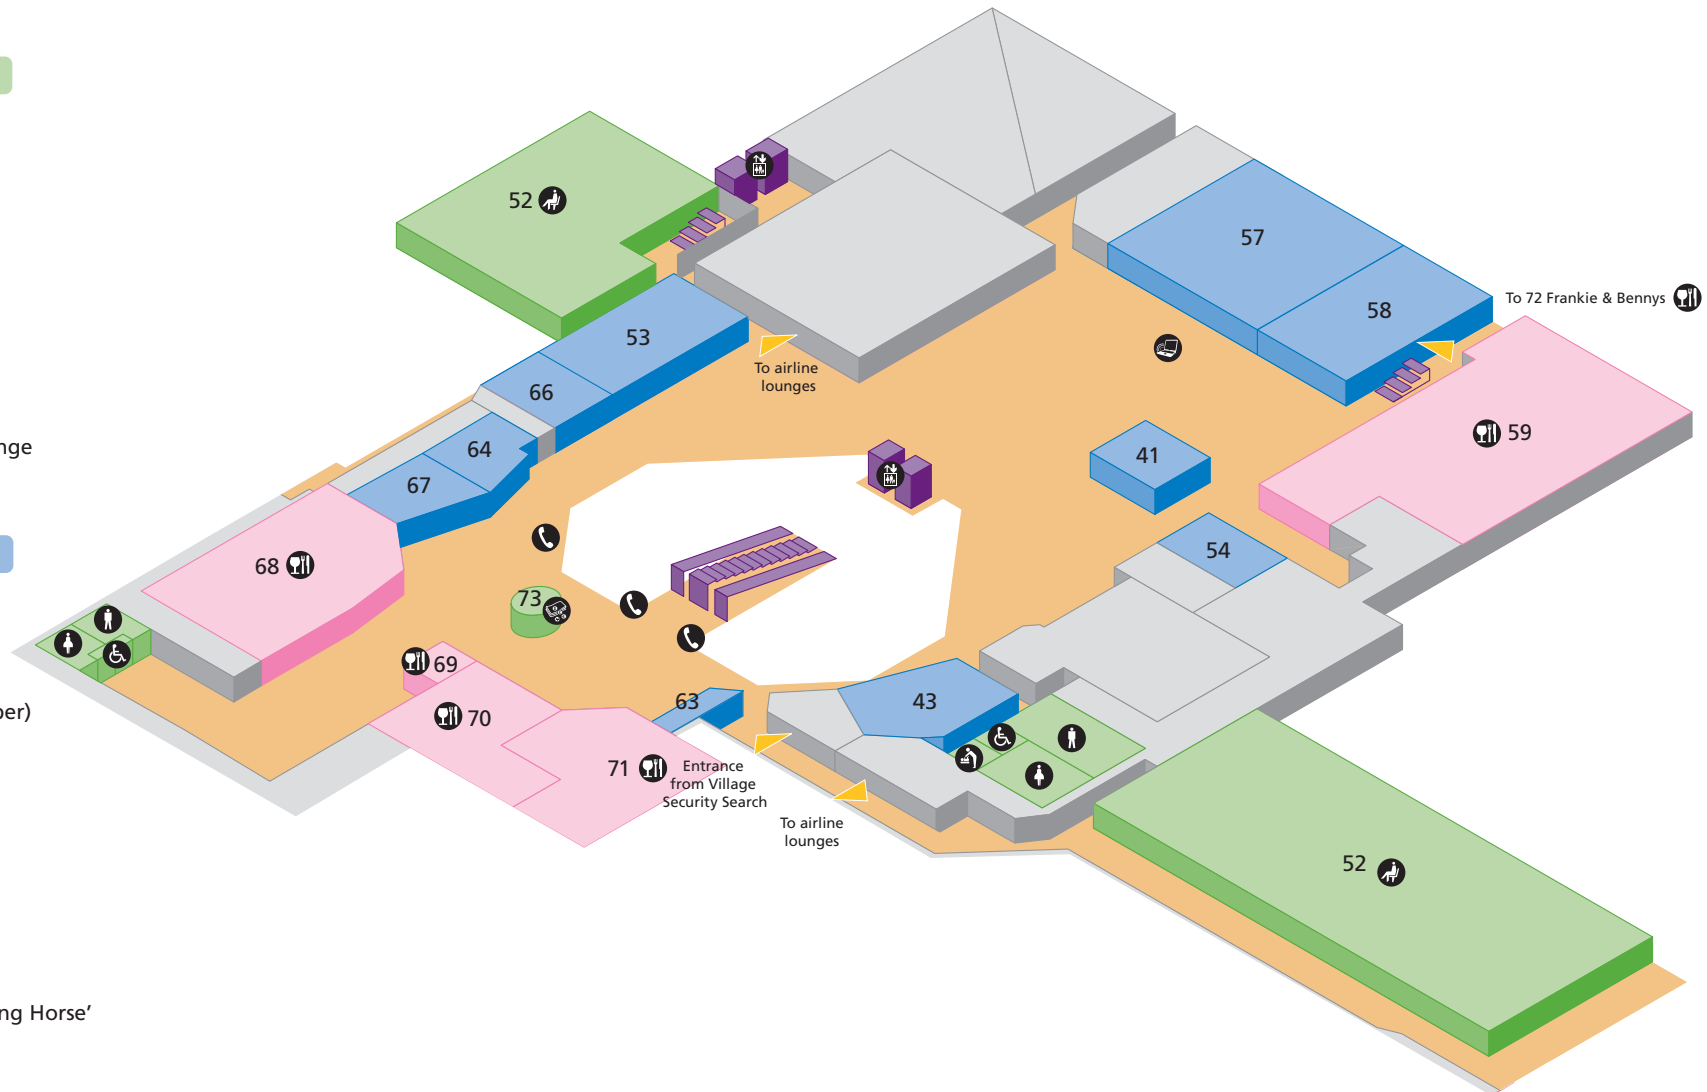 52
57
To 72 Frankie & Bennys
58
53
To airline
lounges
66
59
nge
64
41
67
54
68
73
69
per)
63
43
70
71
Entrance
from Village
Security Search
To airline
lounges
52
ng Horse’